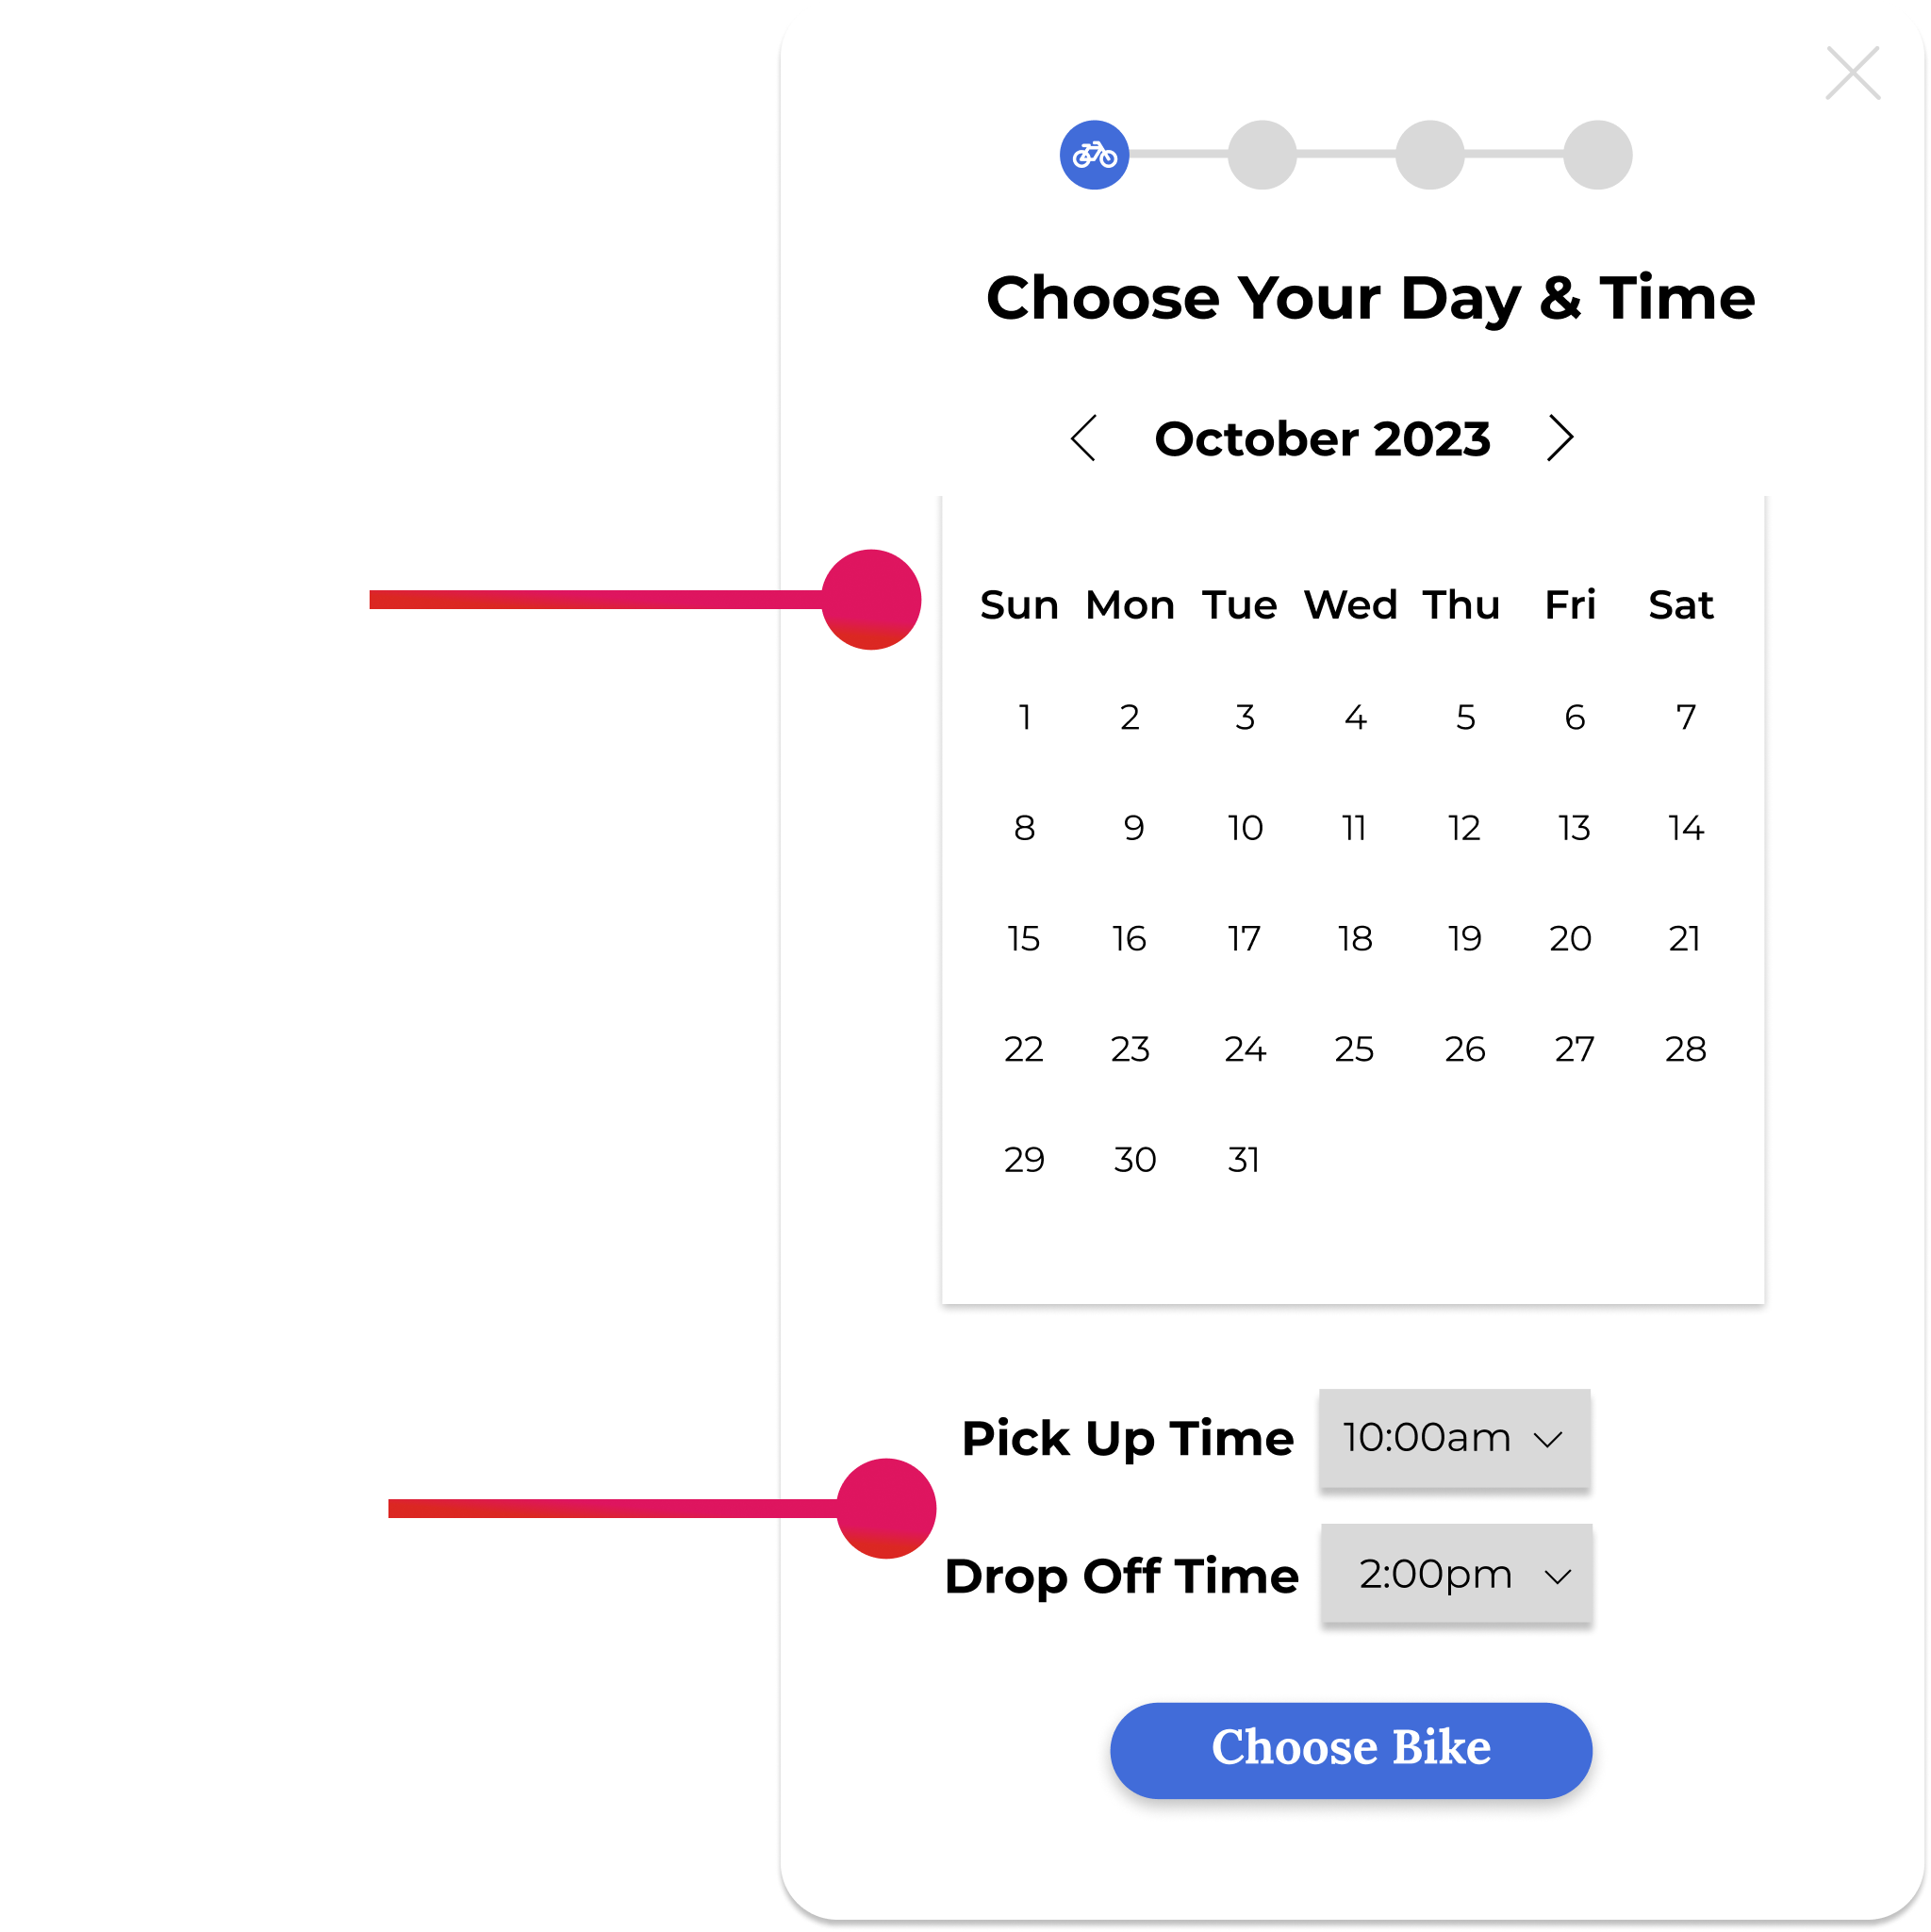 Choose Your Day & Time
October 2023
Sun Mon Tue Wed Thu Fri Sat
1 2 3 4 5 6 7
8 9 10 11 12 13 14
15 16 17 18 19 20 21
22 23 24 25 26 27 28
29 30 31
Pick Up Time 10:00am
Drop Off Time 2:00pm
Choose Bike